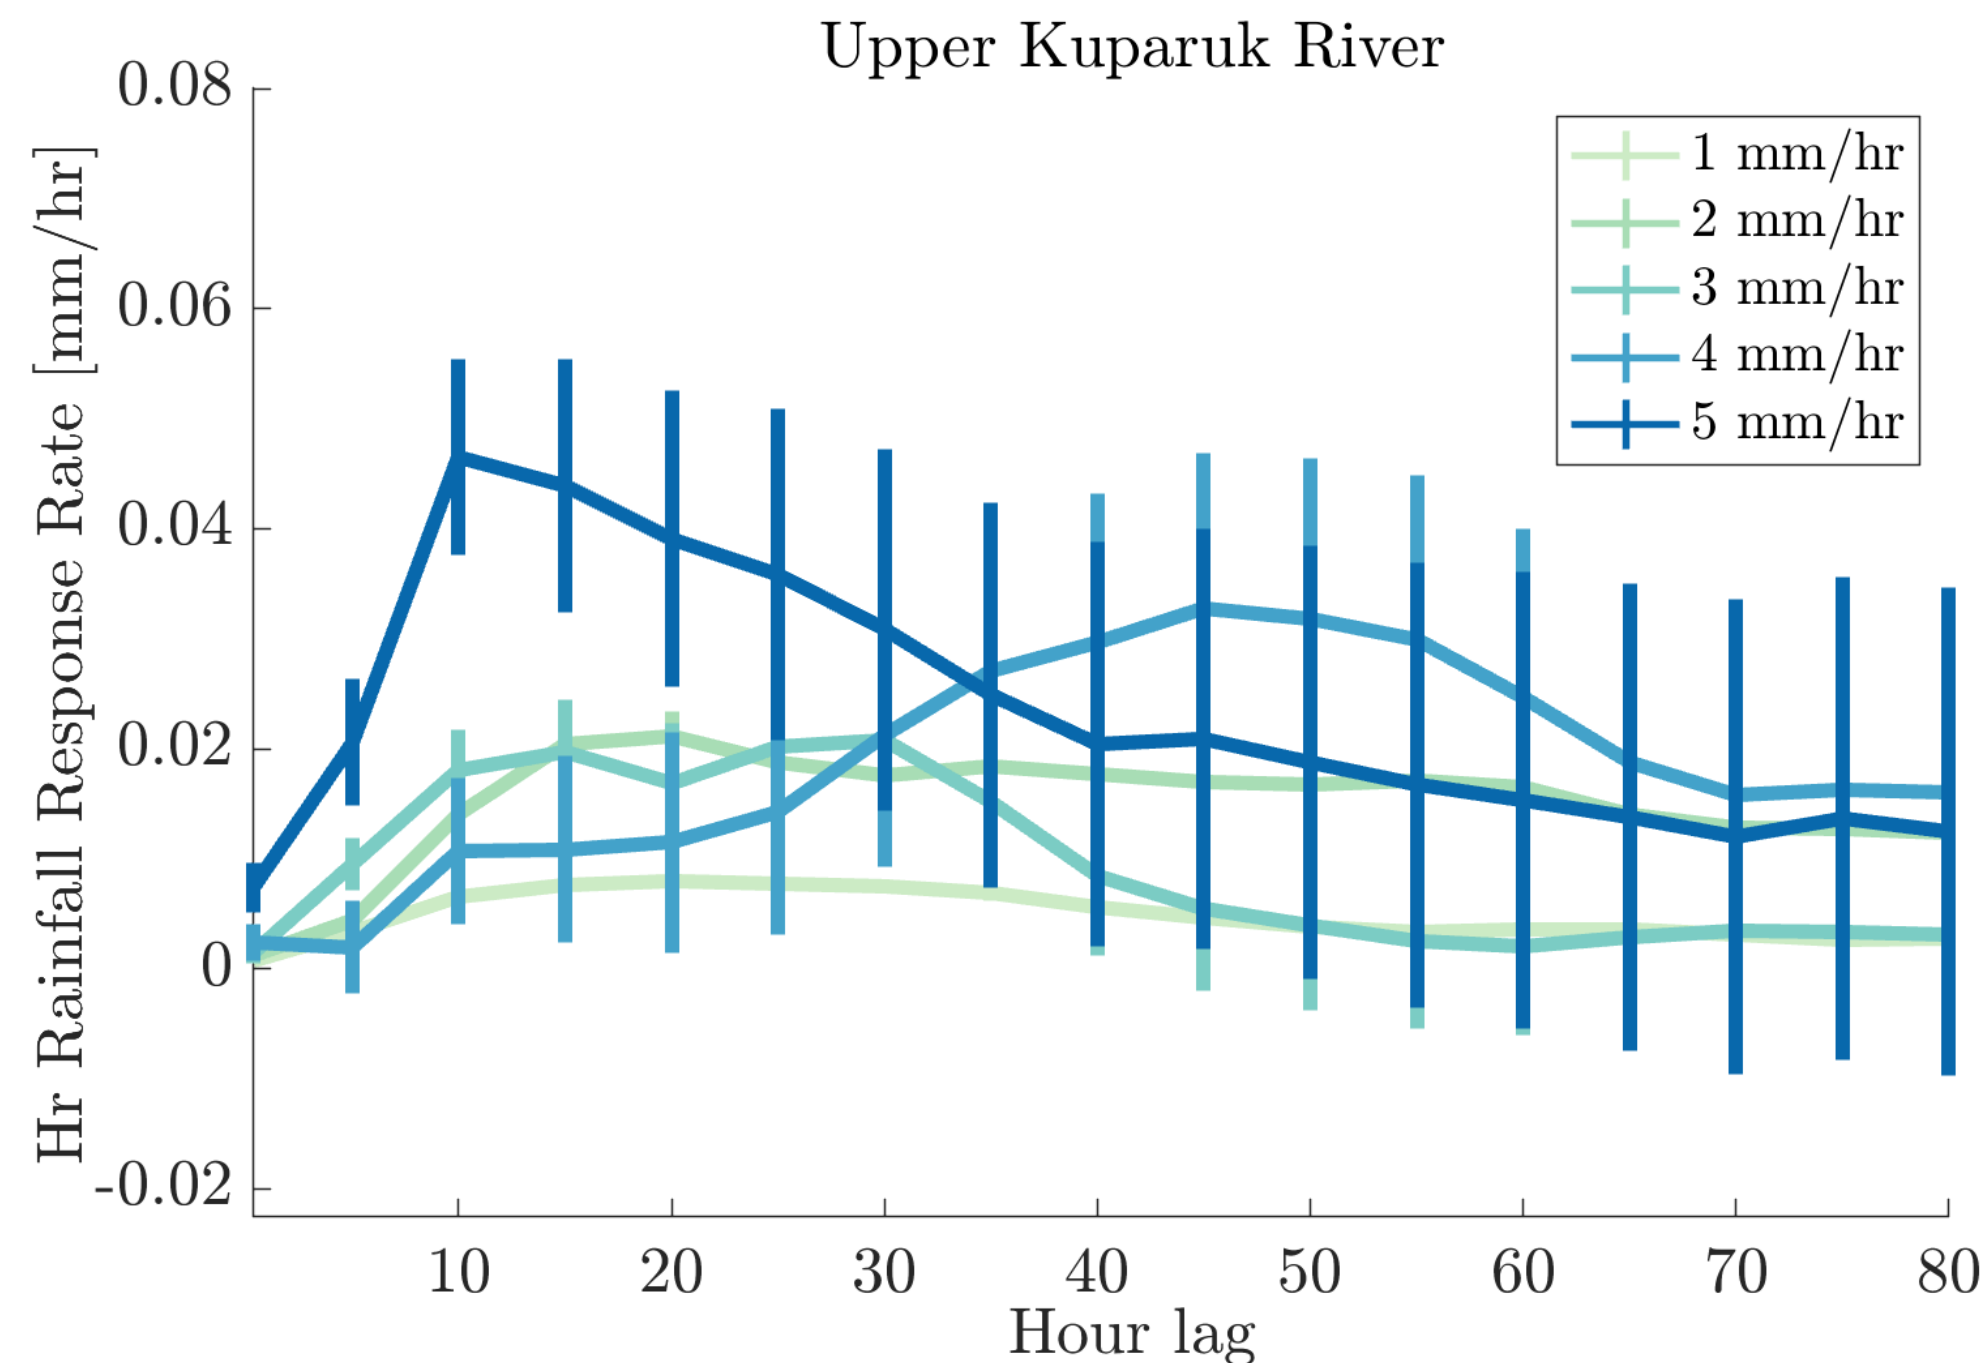 Upper Kuparuk River
Hr Rainfall Response Rate [mm/hr]
0.08
0.06
0.04
0.02
0
-0.02
1 mm/hr
2 mm/hr
3 mm/hr
4 mm/hr
5 mm/hr
10 20 30 40 50 60 70 80
Hour lag